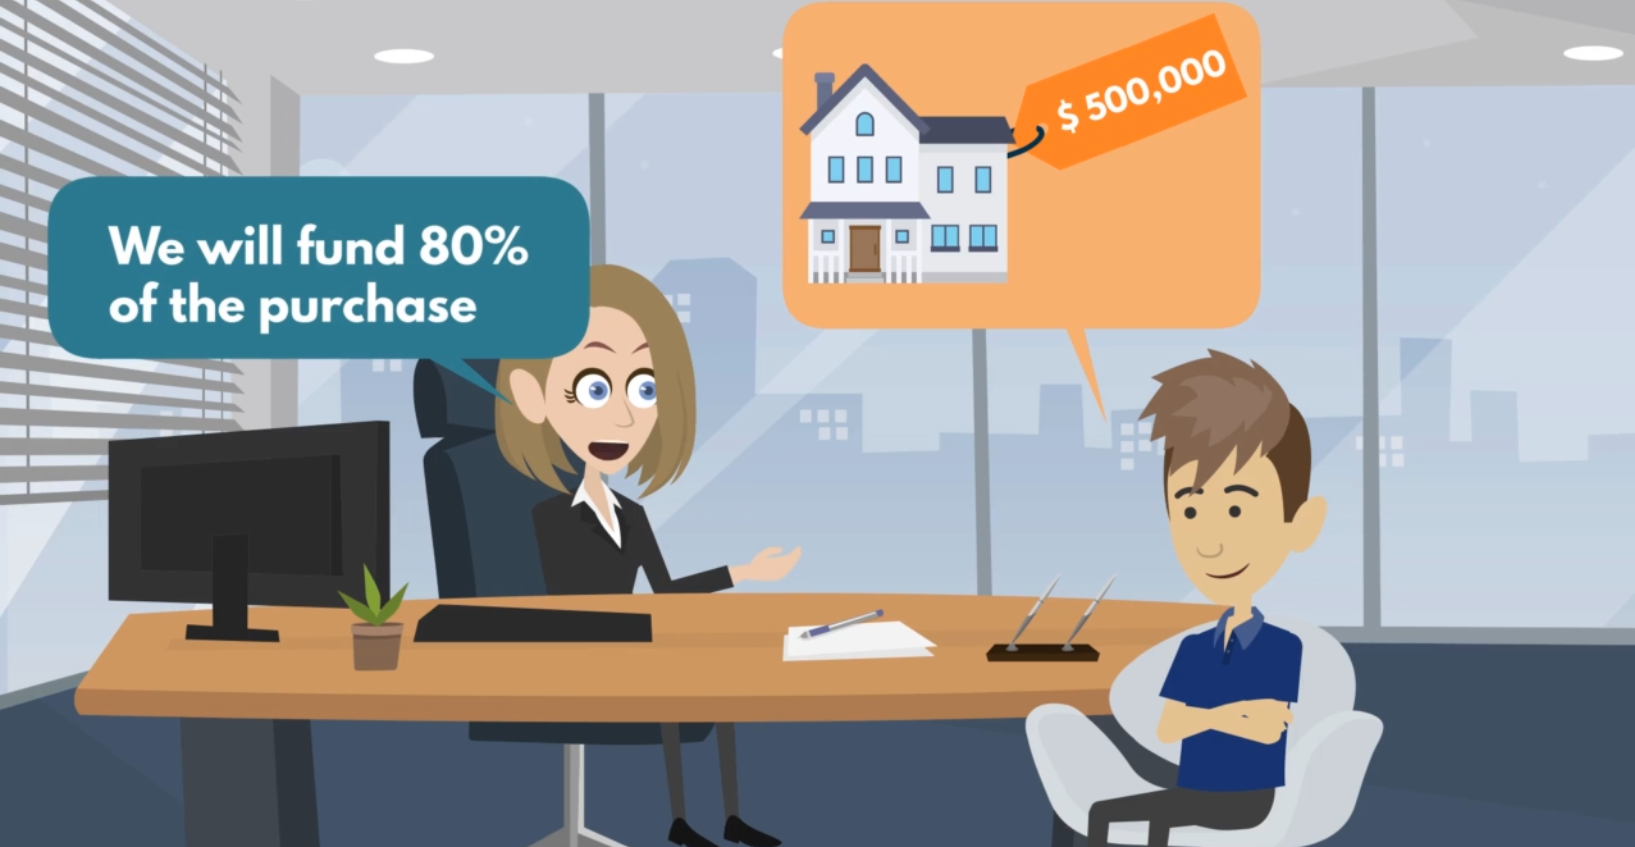 We will fund 80%
of the purchase
$ 500,000